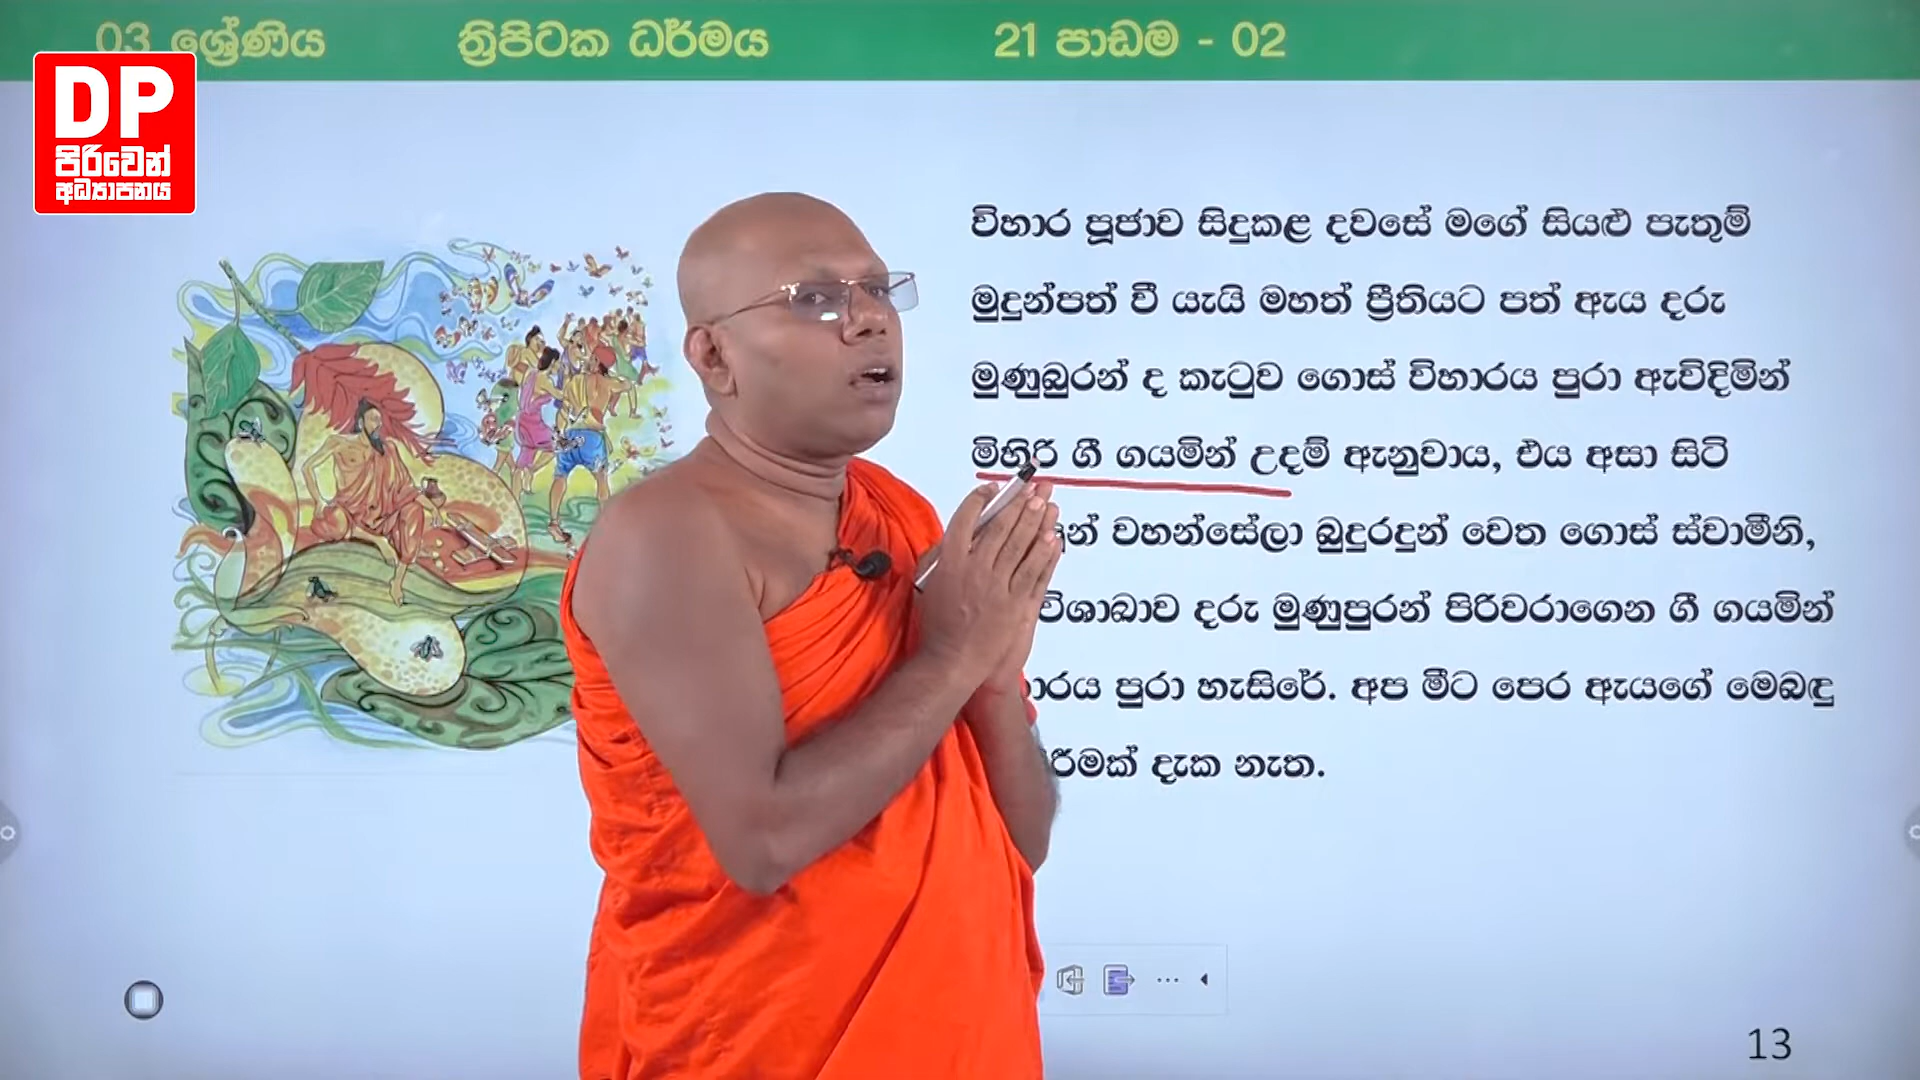 03 ශ්‍රේණිය ත්‍රිපිටක ධර්මය 21 පාඩම - 02
DP
පිරිවෙන්
අධ්‍යාපනය
විහාර පූජාව සිදුකළ දවසේ මගේ සියළු පැතුම්
මුදුන්පත් වී යැයි මහත් ප්‍රීතියට පත් ඇය දරු
මුණුබුරන් ද කැටුව ගොස් විහාරය පුරා ඇවිදිමින්
මිහිරි ගී ගයමින් උදම් ඇනුවාය, එය අසා සිටි
වහන්සේලා බුදුරදුන් වෙත ගොස් ස්වාමීනි,
විශාඛාව දරු මුණුපුරන් පිරිවරාගෙන ගී ගයමින්
පුරා හැසිරේ. අප මීට පෙර ඇයගේ මෙබඳු
දැක නැත.
13